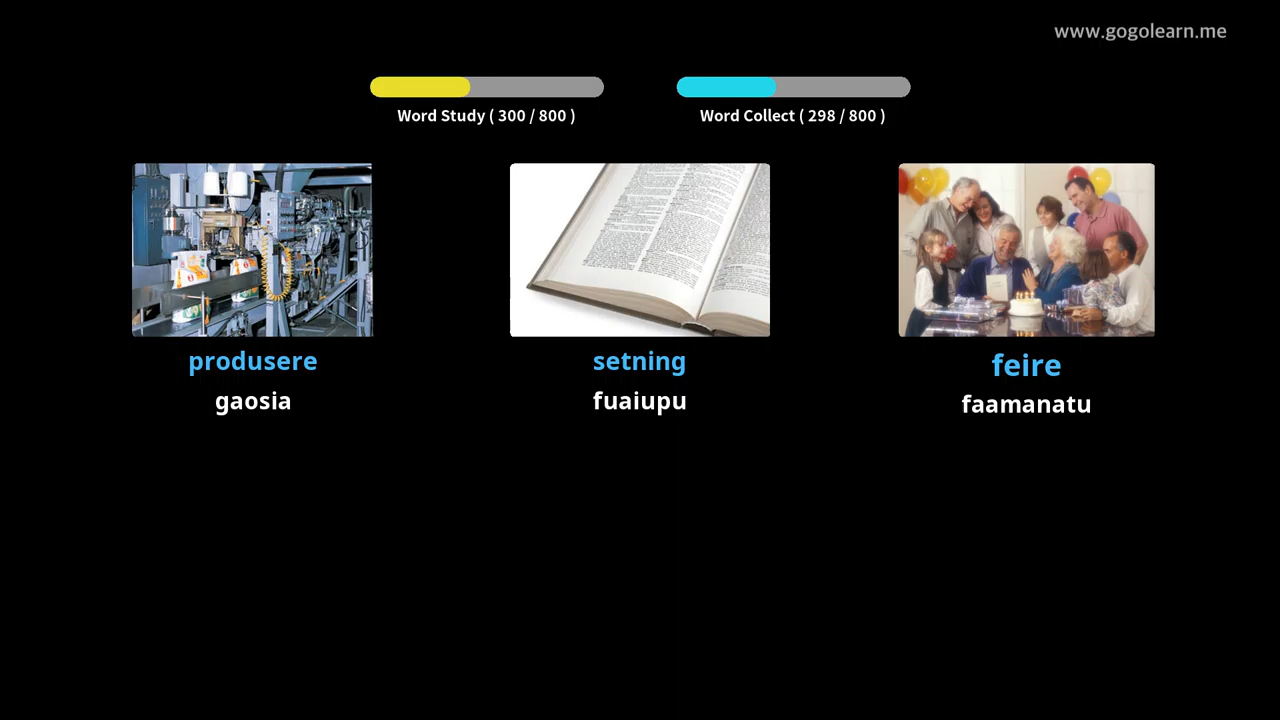 www.gogolearn.me
Word Study ( 300 / 800 )
Word Collect ( 298 / 800 )
produsere
gaosia
setning
fuaiupu
feire
faamanatu